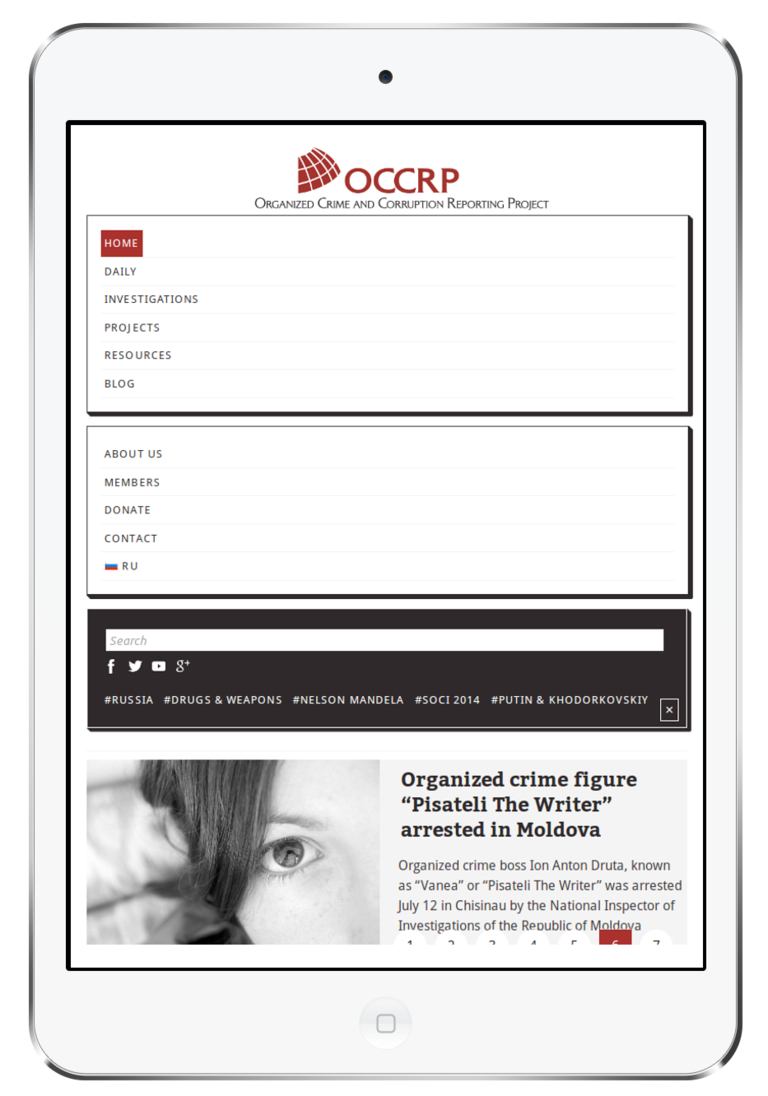 OCCRP
ORGANIZED CRIME AND CORRUPTION REPORTING PROJECT
HOME
DAILY
INVESTIGATIONS
PROJECTS
RESOURCES
BLOG
ABOUT US
MEMBERS
DONATE
CONTACT
RU
Search
#RUSSIA #DRUGS & WEAPONS #NELSON MANDELA #SOCI 2014 #PUTIN & KHODORKOVSKIY
Organized crime figure
“Pisateli The Writer”
arrested in Moldova
Organized crime boss Ion Anton Druta, known
as “Vanea” or “Pisateli The Writer” was arrested
July 12 in Chisinau by the National Inspector of
Investigations of the Republic of Moldova
1 2 3 4 5 6 7